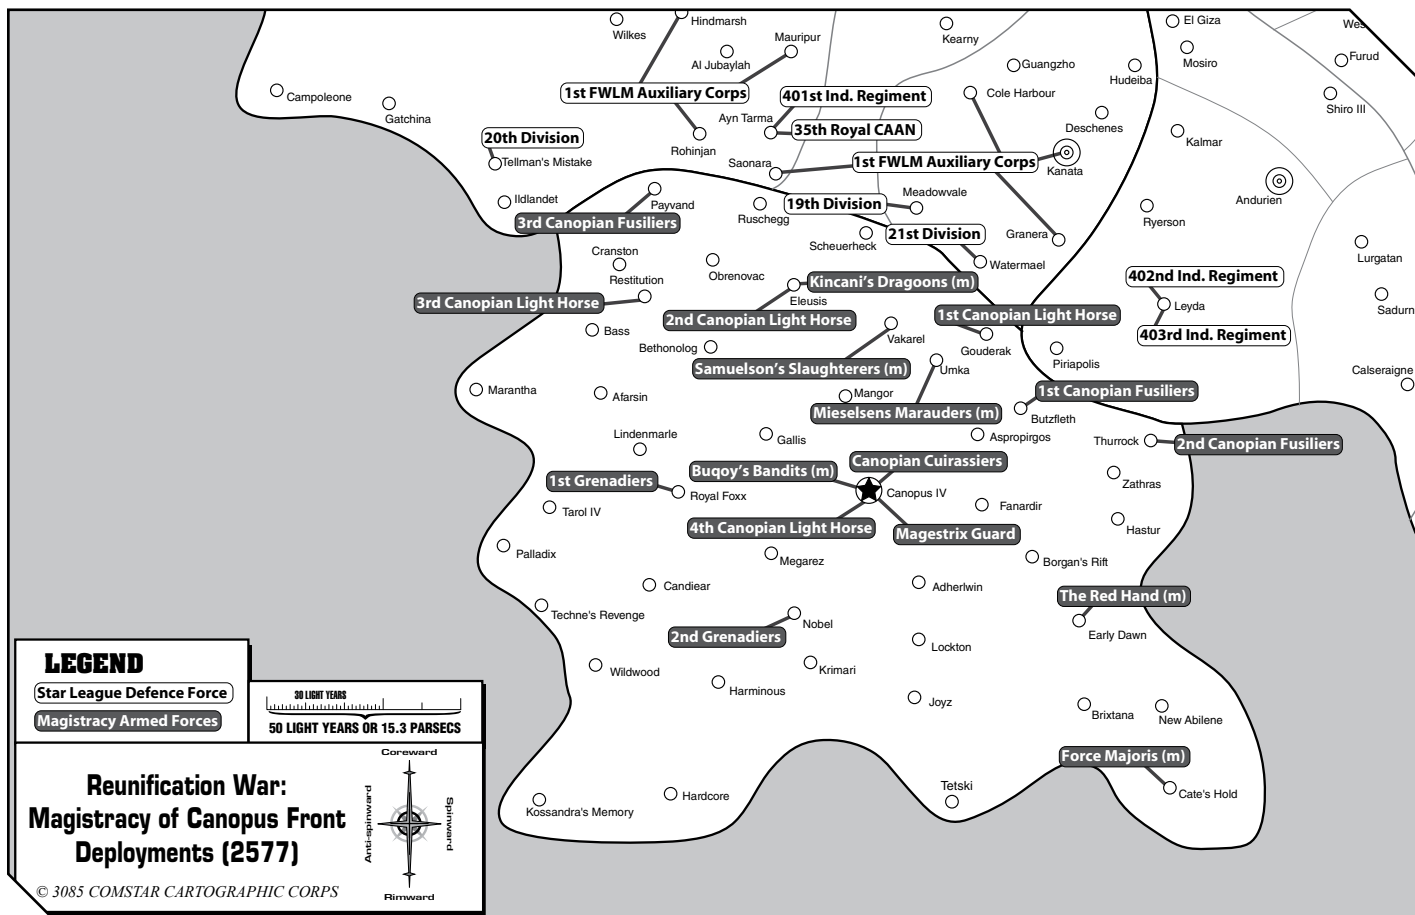 Hindmarsh
El Giza
Wilkes
Kearny
Mauripur
Mosiro
Furud
Al Jubaylah
Guangzho
Hudeiba
Campoleone
1st FWLM Auxiliary Corps
401st Ind. Regiment
Cole Harbour
Shiro III
Gatchina
Ayn Tarma
35th Royal CAAN
Deschenes
20th Division
Rohinjan
Kalmar
Tellman's Mistake
Saonara
1st FWLM Auxiliary Corps
Kanata
Ildlandet
Payvand
Meadowvale
Andurien
3rd Canopian Fusiliers
Ruschegg
19th Division
Ryerson
Scheuerheck
21st Division
Granera
Cranston
Restitution
Obrenovac
Watermael
Lurgatan
Kincani's Dragoons (m)
402nd Ind. Regiment
3rd Canopian Light Horse
Eleusis
Leyda
Sadurn
2nd Canopian Light Horse
1st Canopian Light Horse
403rd Ind. Regiment
Bass
Bethonolog
Vakarel
Gouderak
Piriapolis
Samuelson's Slaughterers (m)
Umka
Calseraigne
Marantha
Afarsin
Mangor
1st Canopian Fusiliers
Mieselsens Marauders (m)
Butzfleth
Lindenmarle
Gallis
Aspropirgos
Thurrock
2nd Canopian Fusiliers
Canopian Cuirassiers
Buqoy's Bandits (m)
1st Grenadiers
Royal Foxx
Canopus IV
Zathras
Tarol IV
Fanardir
4th Canopian Light Horse
Magestrix Guard
Hastur
Palladix
Megarez
Borgan's Rift
Candiear
Adherlwin
The Red Hand (m)
Techne's Revenge
Nobel
Early Dawn
2nd Grenadiers
Lockton
Wildwood
Krimari
Harminous
Joyz
Brixtana
New Abilene
Force Majoris (m)
Tetski
Cate's Hold
Hardcore
Kossandra's Memory
LEGEND
Star League Defence Force
Magistracy Armed Forces
30 LIGHT YEARS
50 LIGHT YEARS OR 15.3 PARSECS
Reunification War:
Magistracy of Canopus Front
Deployments (2577)
Coreward
Anti-spinward
Spinward
Rimward
© 3085 COMSTAR CARTOGRAPHIC CORPS